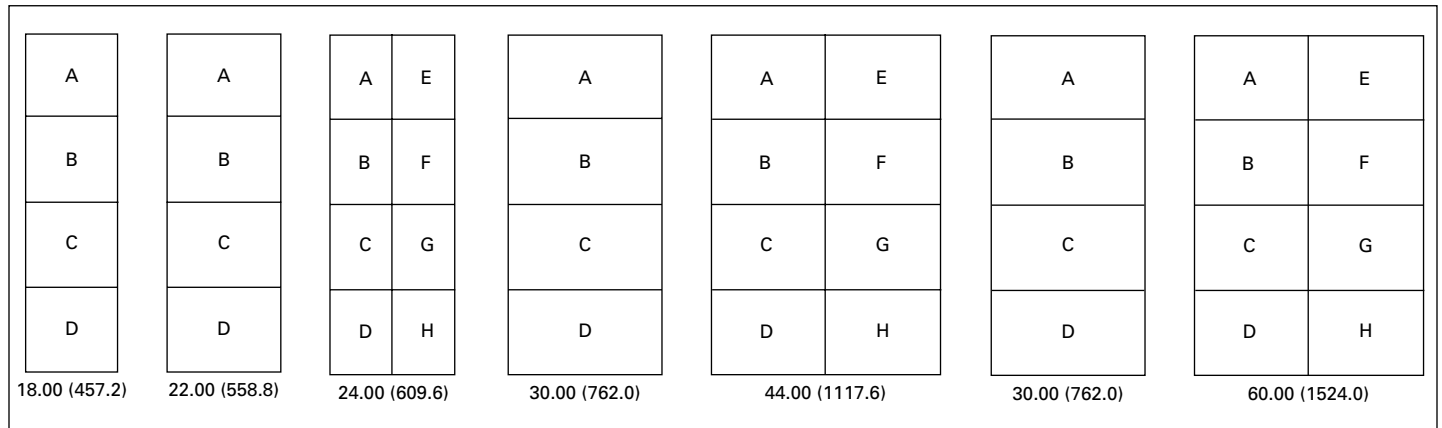 A A A E A A E A A E
B B B F B B F B B F
C C C G C C G C C G
D D D H D D H D D H
18.00 (457.2) 22.00 (558.8) 24.00 (609.6) 30.00 (762.0) 44.00 (1117.6) 30.00 (762.0) 60.00 (1524.0)